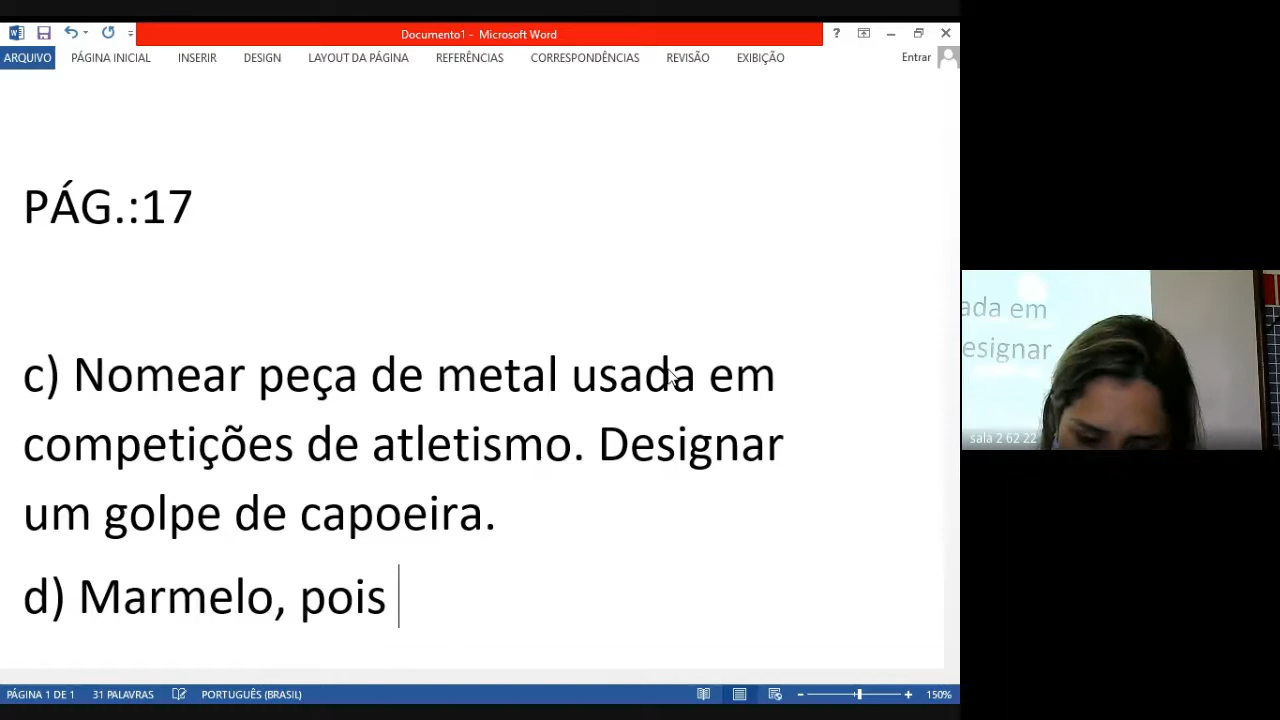 Documento1 - Microsoft Word
?
ARQUIVO PÁGINA INICIAL INSERIR DESIGN LAYOUT DA PÁGINA REFERÊNCIAS CORRESPONDÊNCIAS REVISÃO EXIBIÇÃO Entrar
PÁG.:17
c) Nomear peça de metal usada em
competições de atletismo. Designar
um golpe de capoeira.
d) Marmelo, pois
ada em
esignar
sala 2 62 22
PÁGINA 1 DE 1 31 PALAVRAS PORTUGUÊS (BRASIL) 150%